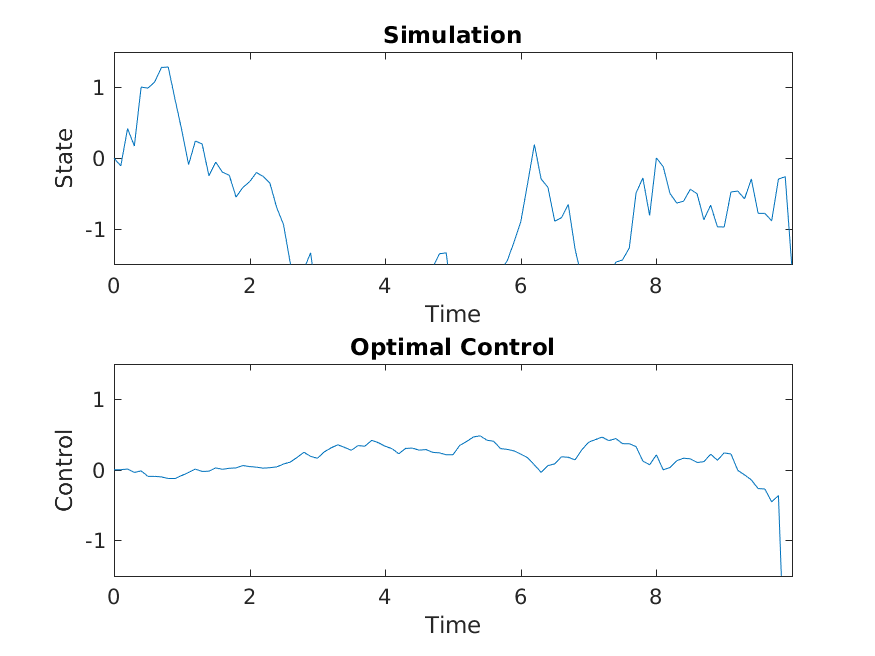 Simulation
1
0
-1
State
0 2 4 6 8
Time
Optimal Control
1
0
-1
Control
0 2 4 6 8
Time